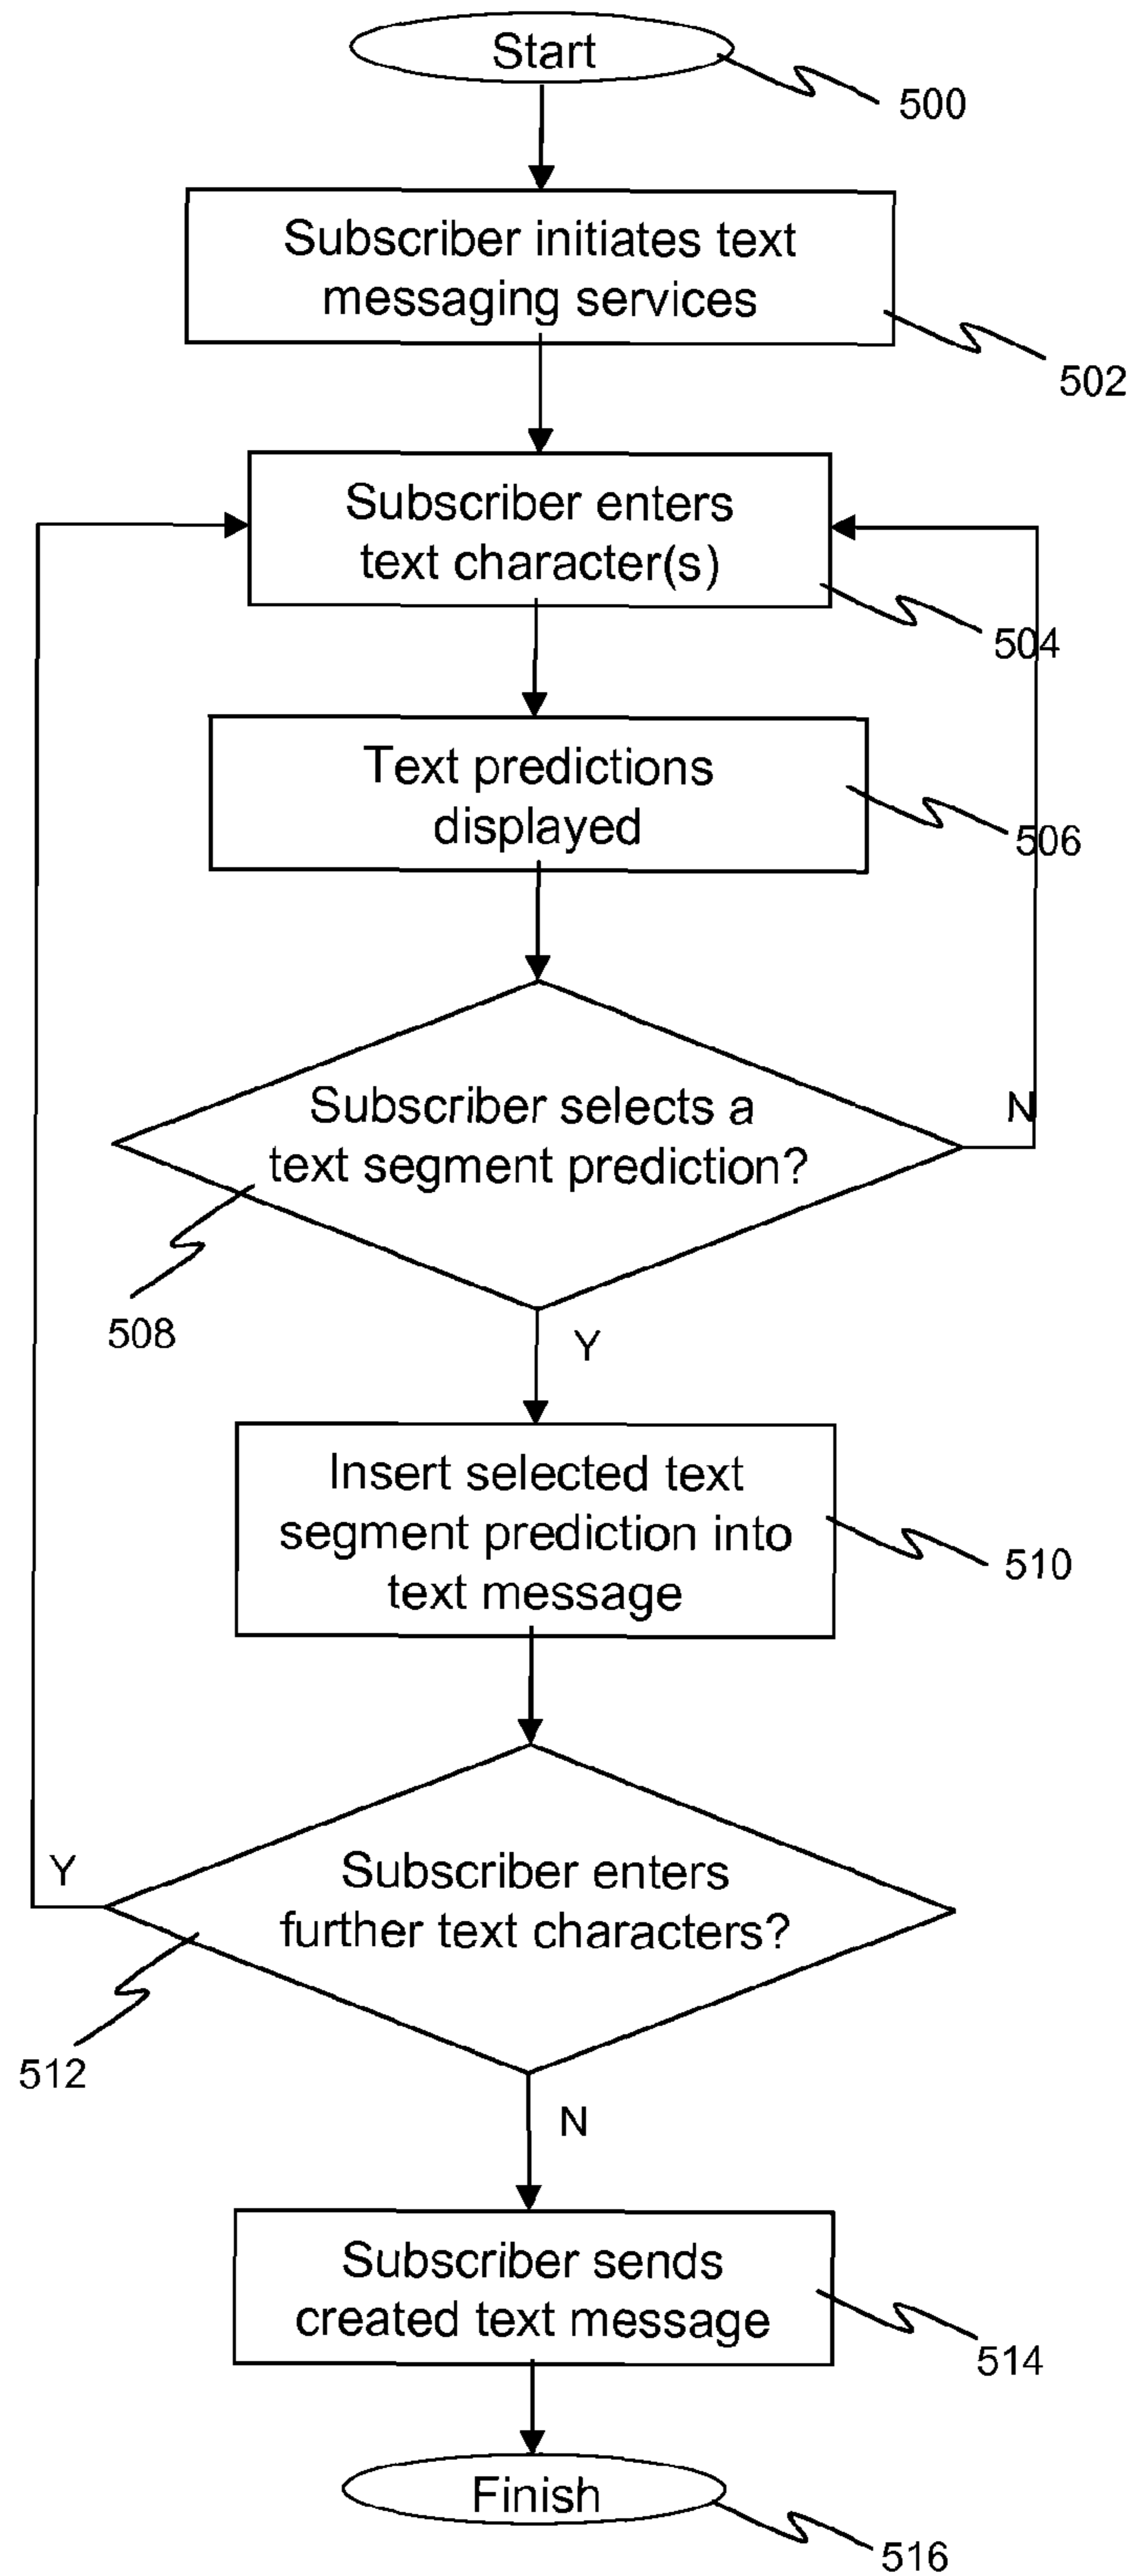 Start
500
Subscriber initiates text
messaging services
502
Subscriber enters
text character(s)
504
Text predictions
displayed
506
Subscriber selects a
text segment prediction?
N
508
Y
Insert selected text
segment prediction into
text message
510
Subscriber enters
further text characters?
Y
512
N
Subscriber sends
created text message
514
Finish
516